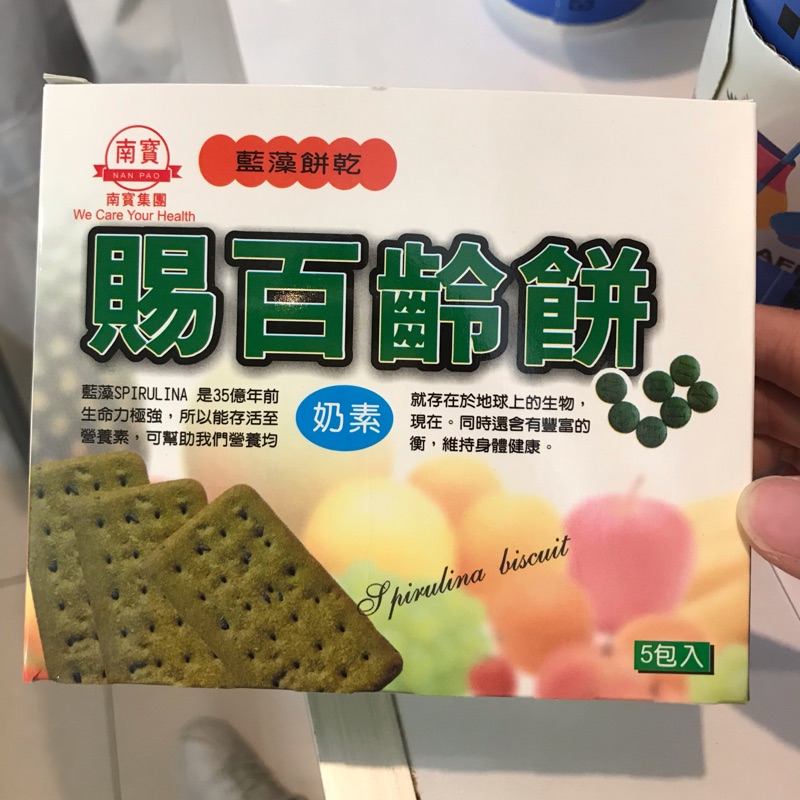 南寶
NAN PAO
南寶集團
We Care Your Health
藍藻餅乾
賜百齡餅
藍藻SPIRULINA 是35億年前
就存在於地球上的生物，
生命力極強，所以能存活至
現在。同時還含有豐富的
營養素，可幫助我們營養均
衡，維持身體健康。
奶素
Spirulina biscuit
5包入